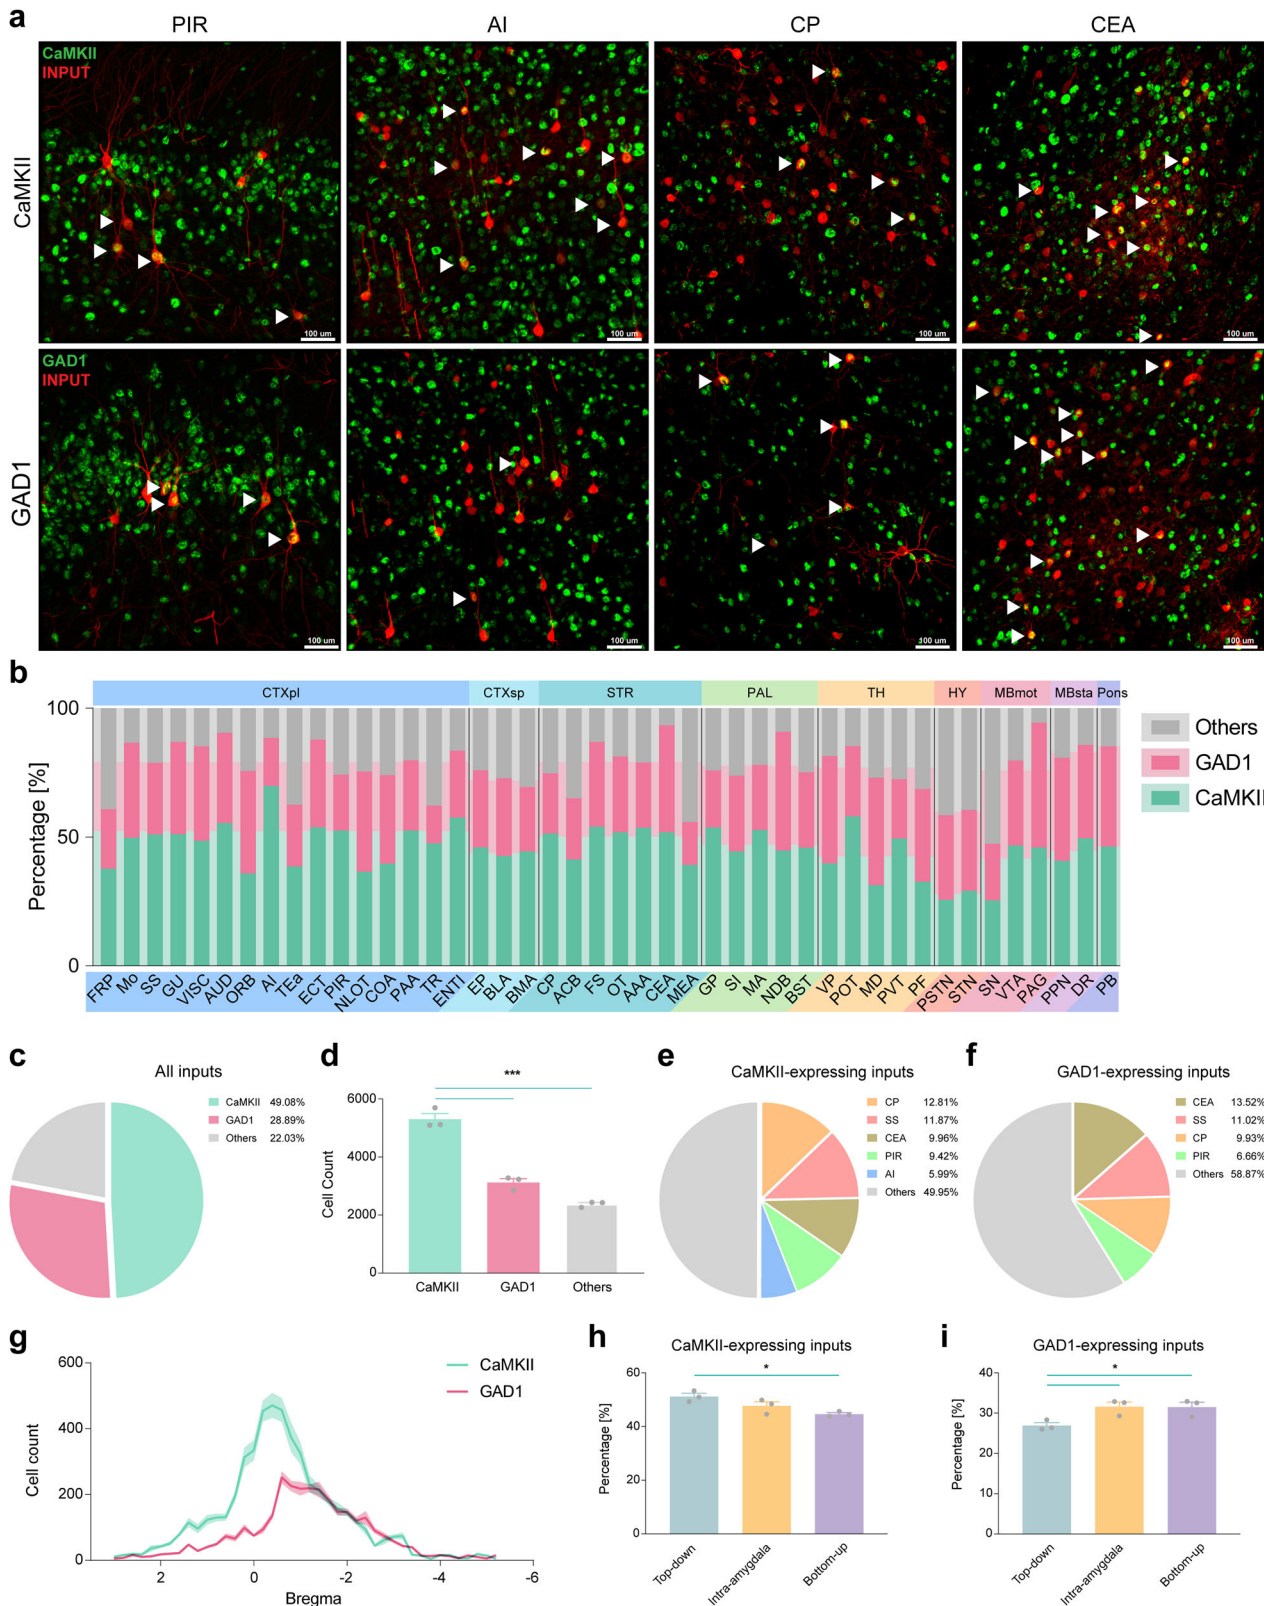 a
PIR AI CP CEA
CaMKII
CaMKII
INPUT
100 um 100 um 100 um 100 um
GAD1
GAD1
INPUT
100 um 100 um 100 um 100 um
b
CTXpl CTXsp STR PAL TH HY MBmot MBsta Pons
Percentage [%]
100
50
0
Others
GAD1
CaMKII
FRP Mo SS GU VISC AUD ORB AI TEa ECT PIR NLOT COA PAA TR ENTI EP BLA BMA CP ACB FS OT AAA CEA MEA GP SI MA NDB BST VP POT MD PVT PF PSTN STN SN VTA PAG PPN DR PB
c
All inputs
CaMKII 49.08%
GAD1 28.89%
Others 22.03%
d
***
Cell Count
6000
4000
2000
0
CaMKII GAD1 Others
e
CaMKII-expressing inputs
CP 12.81%
SS 11.87%
CEA 9.96%
PIR 9.42%
AI 5.99%
Others 49.95%
f
GAD1-expressing inputs
CEA 13.52%
SS 11.02%
CP 9.93%
PIR 6.66%
Others 58.87%
g
CaMKII
GAD1
Cell count
600
400
200
0
2 0 -2 -4 -6
Bregma
h
CaMKII-expressing inputs
*
Percentage [%]
60
40
20
0
Top-down Intra-amygdala Bottom-up
i
GAD1-expressing inputs
*
Percentage [%]
40
30
20
10
0
Top-down Intra-amygdala Bottom-up